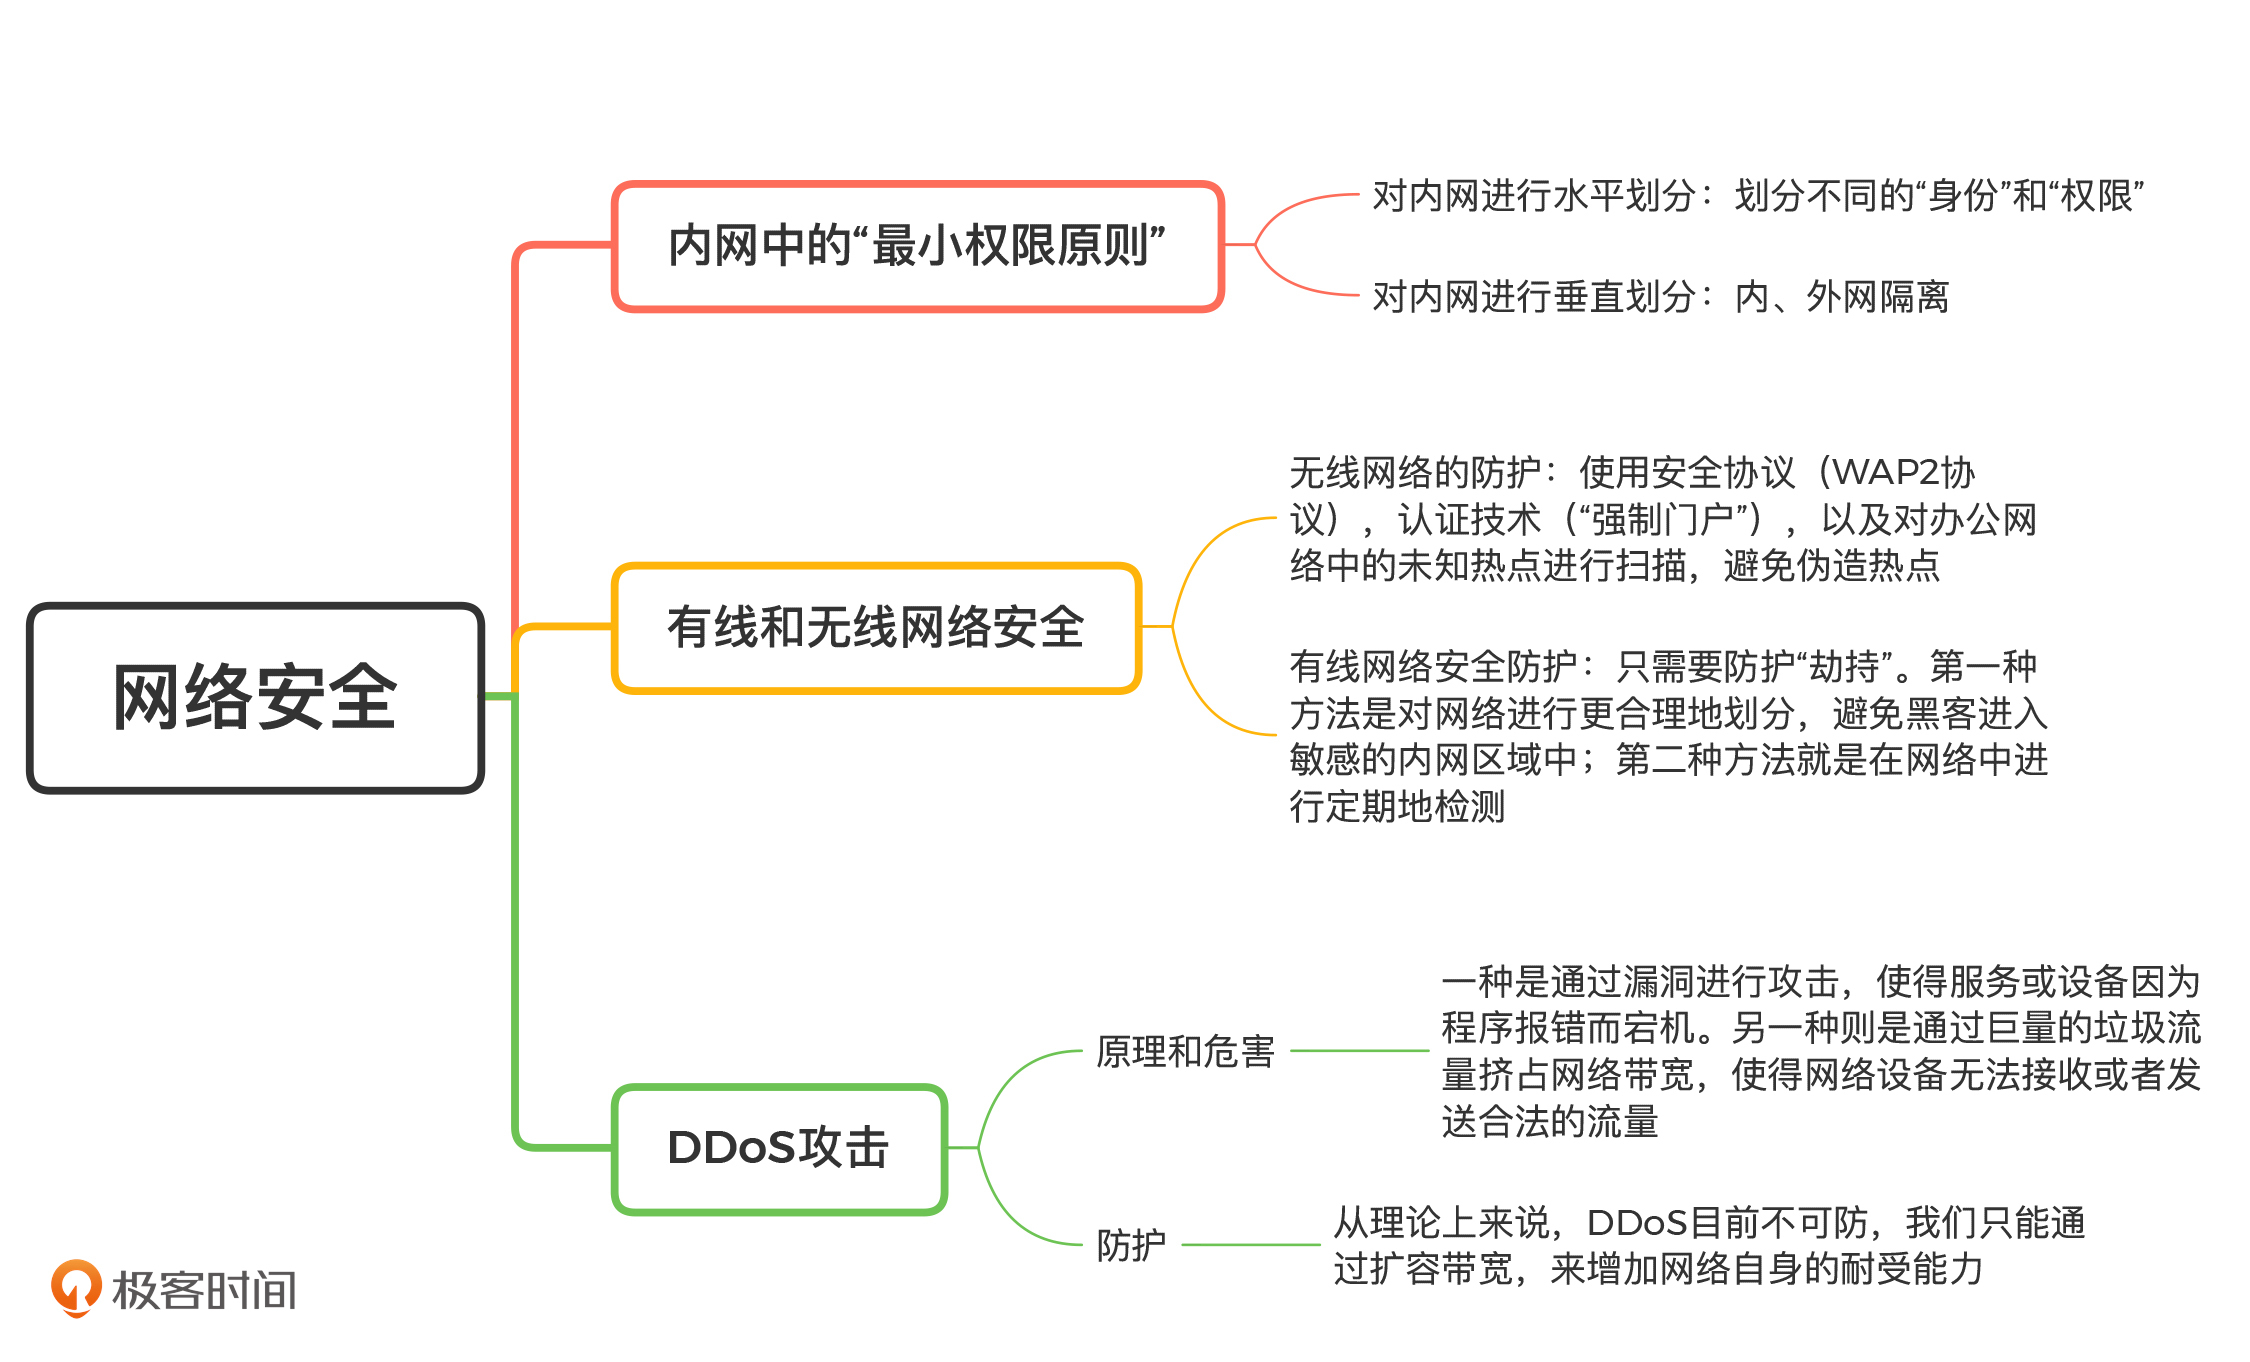 网络安全
内网中的“最小权限原则”
对内网进行水平划分：划分不同的“身份”和“权限”
对内网进行垂直划分：内、外网隔离
有线和无线网络安全
无线网络的防护：使用安全协议（WAP2协
议），认证技术（“强制门户”），以及对办公网
络中的未知热点进行扫描，避免伪造热点
有线网络安全防护：只需要防护“劫持”。第一种
方法是对网络进行更合理地划分，避免黑客进入
敏感的内网区域中；第二种方法就是在网络中进
行定期地检测
DDoS攻击
原理和危害
一种是通过漏洞进行攻击，使得服务或设备因为
程序报错而宕机。另一种则是通过巨量的垃圾流
量挤占网络带宽，使得网络设备无法接收或者发
送合法的流量
防护
从理论上来说，DDoS目前不可防，我们只能通
过扩容带宽，来增加网络自身的耐受能力
极客时间